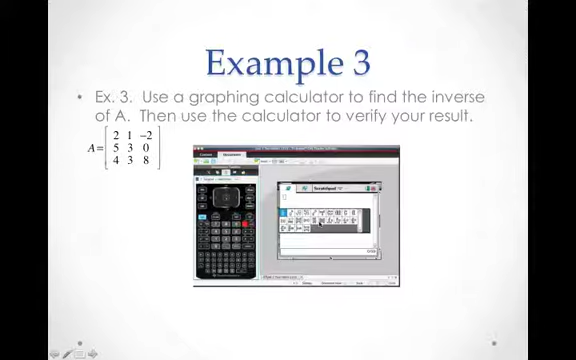 Example 3
• Ex. 3. Use a graphing calculator to find the inverse
of A. Then use the calculator to verify your result.
A = [ 2 1 −2
5 3 0
4 3 8 ]
Scratchpad